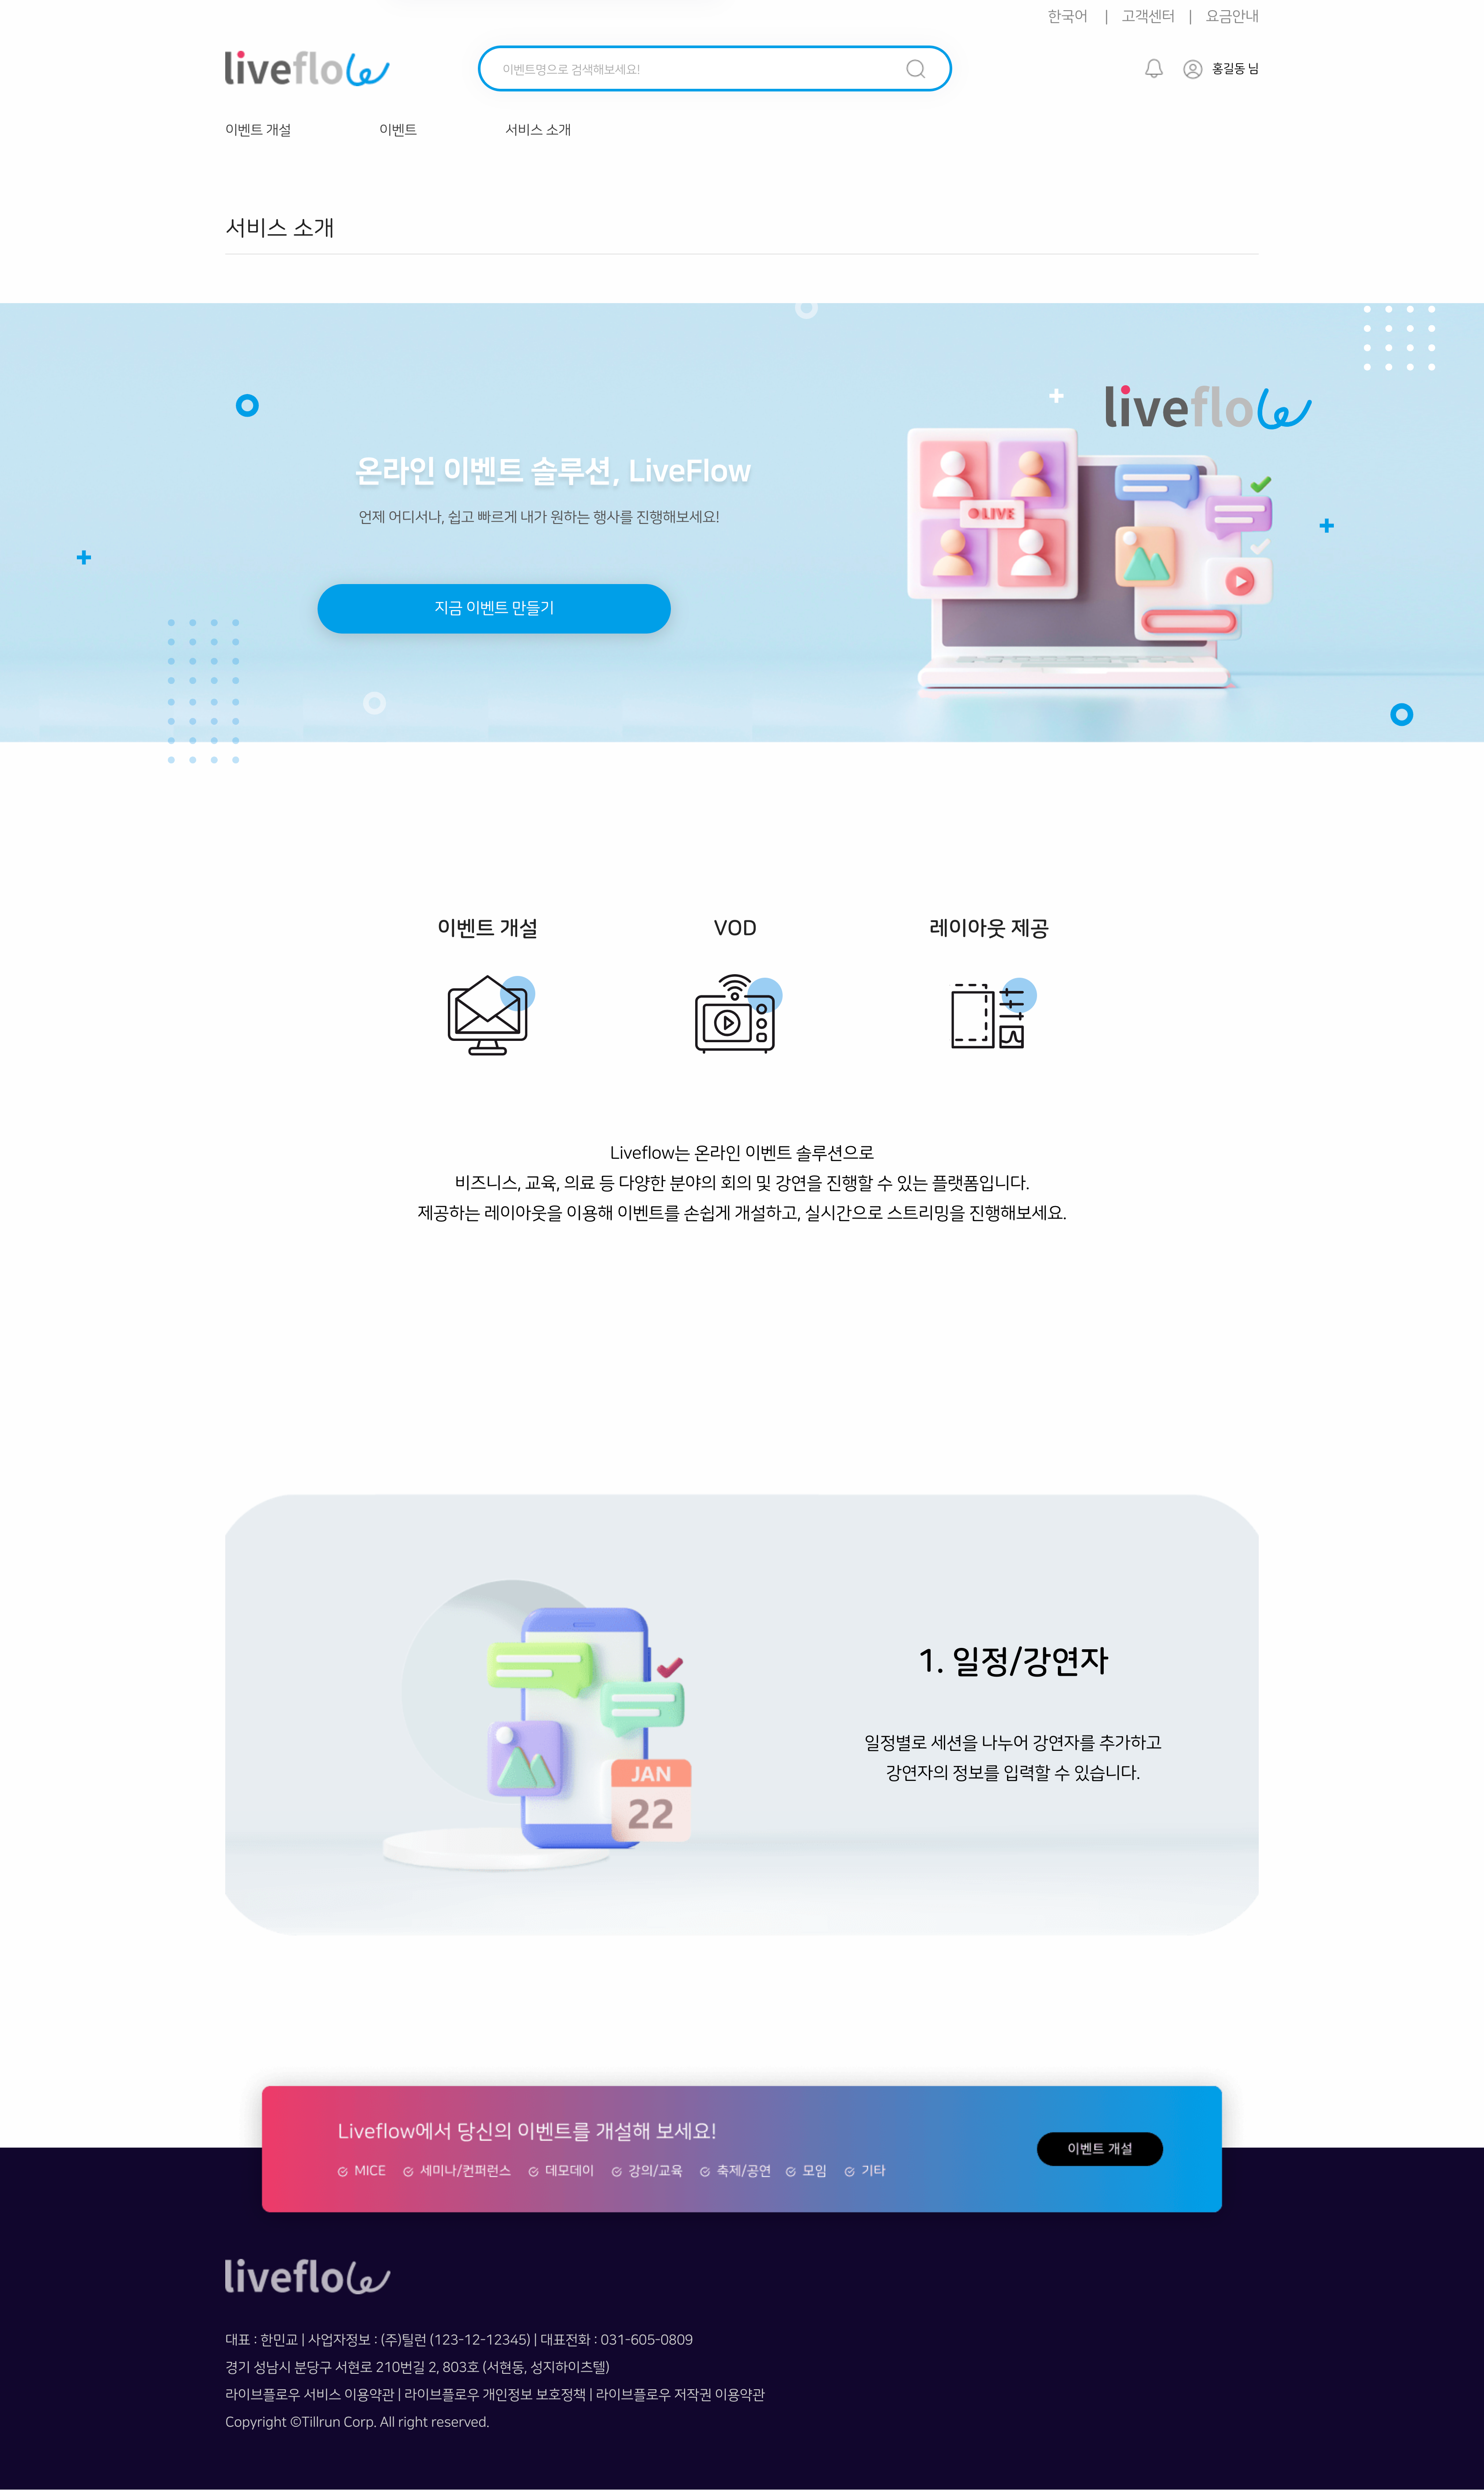 한국어 | 고객센터 | 요금안내
liveflow
이벤트명으로 검색해보세요!
홍길동 님
이벤트 개설 이벤트 서비스 소개
서비스 소개
liveflow
온라인 이벤트 솔루션, LiveFlow
언제 어디서나, 쉽고 빠르게 내가 원하는 행사를 진행해보세요!
LIVE
지금 이벤트 만들기
이벤트 개설 VOD 레이아웃 제공
Liveflow는 온라인 이벤트 솔루션으로
비즈니스, 교육, 의료 등 다양한 분야의 회의 및 강연을 진행할 수 있는 플랫폼입니다.
제공하는 레이아웃을 이용해 이벤트를 손쉽게 개설하고, 실시간으로 스트리밍을 진행해보세요.
1. 일정/강연자
일정별로 세션을 나누어 강연자를 추가하고
강연자의 정보를 입력할 수 있습니다.
JAN
22
Liveflow에서 당신의 이벤트를 개설해 보세요!
이벤트 개설
MICE 세미나/컨퍼런스 데모데이 강의/교육 축제/공연 모임 기타
liveflow
대표 : 한민교 | 사업자정보 : (주)틸런 (123-12-12345) | 대표전화 : 031-605-0809
경기 성남시 분당구 서현로 210번길 2, 803호 (서현동, 성지하이츠텔)
라이브플로우 서비스 이용약관 | 라이브플로우 개인정보 보호정책 | 라이브플로우 저작권 이용약관
Copyright ©Tillrun Corp. All right reserved.